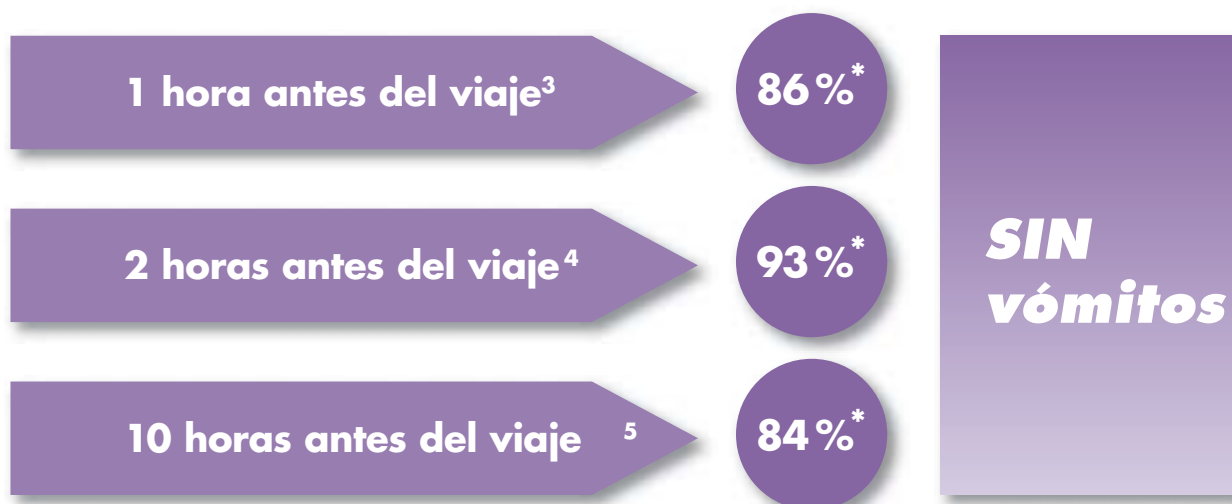 1 hora antes del viaje³
86 %*
2 horas antes del viaje⁴
93 %*
10 horas antes del viaje ⁵
84 %*
SIN
vómitos